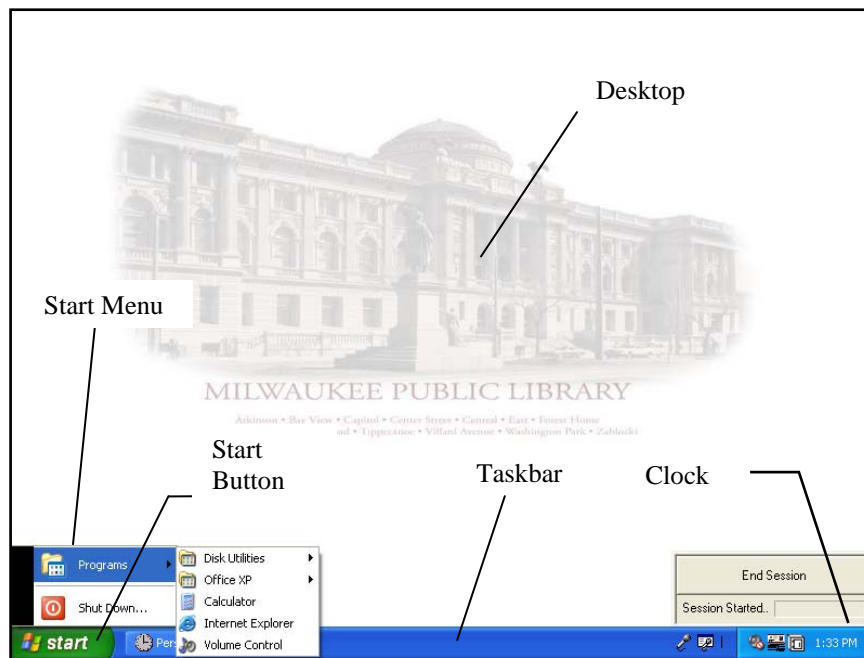 Desktop
Start Menu
MILWAUKEE PUBLIC LIBRARY
Atkinson • Bay View • Capitol • Center Street • Central • East • Forest Home
ad • Tippecanoe • Villard Avenue • Washington Park • Zablocki
Start
Button
Taskbar
Clock
Programs
Disk Utilities
Office XP
Calculator
Internet Explorer
Volume Control
Shut Down...
End Session
Session Started..
start
Per
1:33 PM